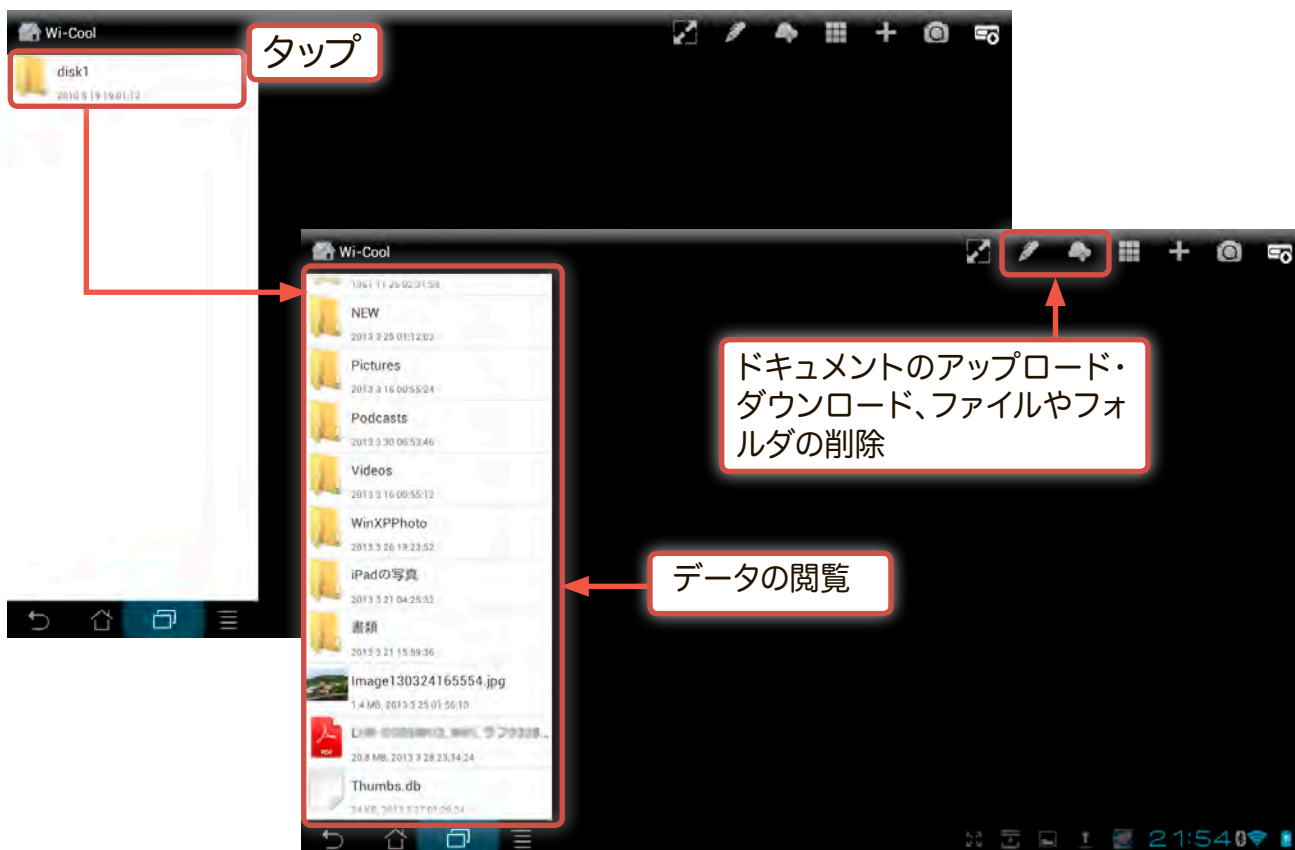 Wi-Cool
タップ
disk1
Wi-Cool
NEW
2013 3 25 01:12:03
Pictures
2013 3 16 00:55:24
Podcasts
2013 3 30 06:53:46
Videos
2013 3 16 00:55:12
WinXPPhoto
2013 3 26 19:23:52
iPadの写真
2013 3 21 04:25:32
書類
2013 3 21 15:59:36
Image130324165554.jpg
1.4 MB, 2013 3 25 01:56:10
PDF
20.8 MB, 2013 3 28 23:34:24
Thumbs.db
ドキュメントのアップロード・
ダウンロード、ファイルやフォ
ルダの削除
データの閲覧
21:54